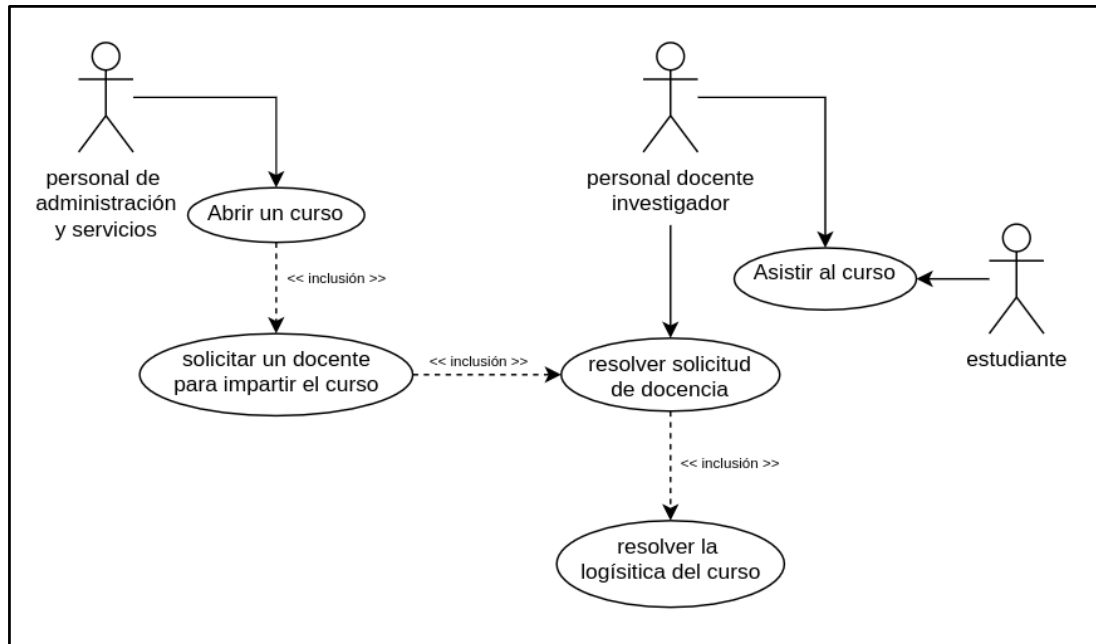 personal de
administración
y servicios
personal docente
investigador
Abrir un curso
Asistir al curso
<< inclusión >>
estudiante
solicitar un docente
para impartir el curso
<< inclusión >>
resolver solicitud
de docencia
<< inclusión >>
resolver la
logísitica del curso